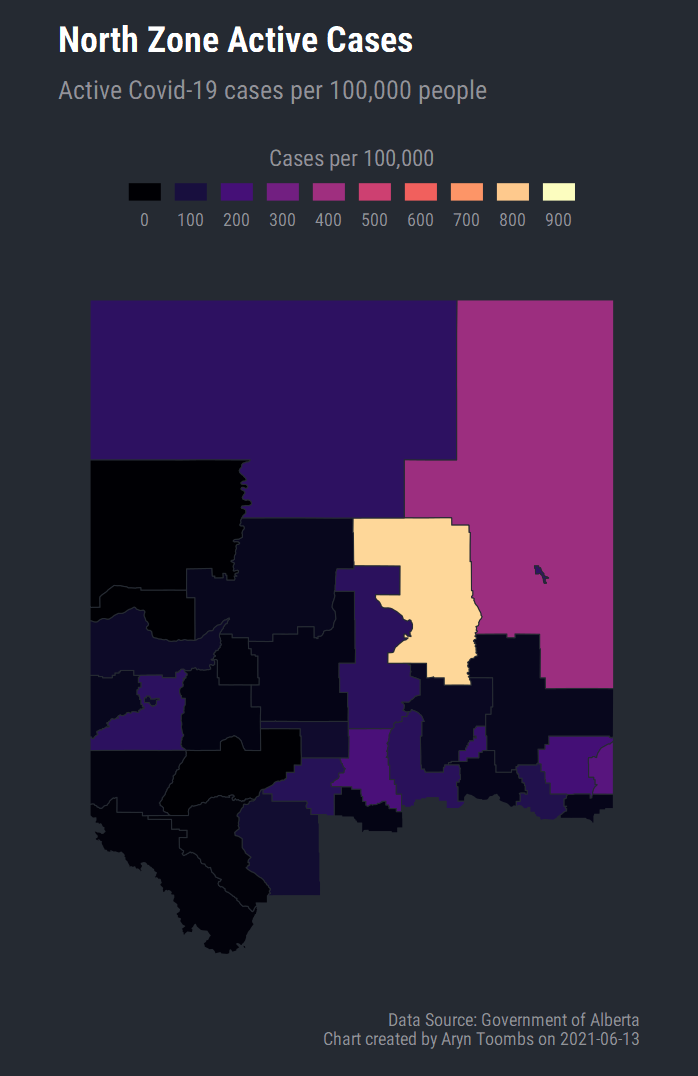 North Zone Active Cases
Active Covid-19 cases per 100,000 people
Cases per 100,000
0 100 200 300 400 500 600 700 800 900
Data Source: Government of Alberta
Chart created by Aryn Toombs on 2021-06-13